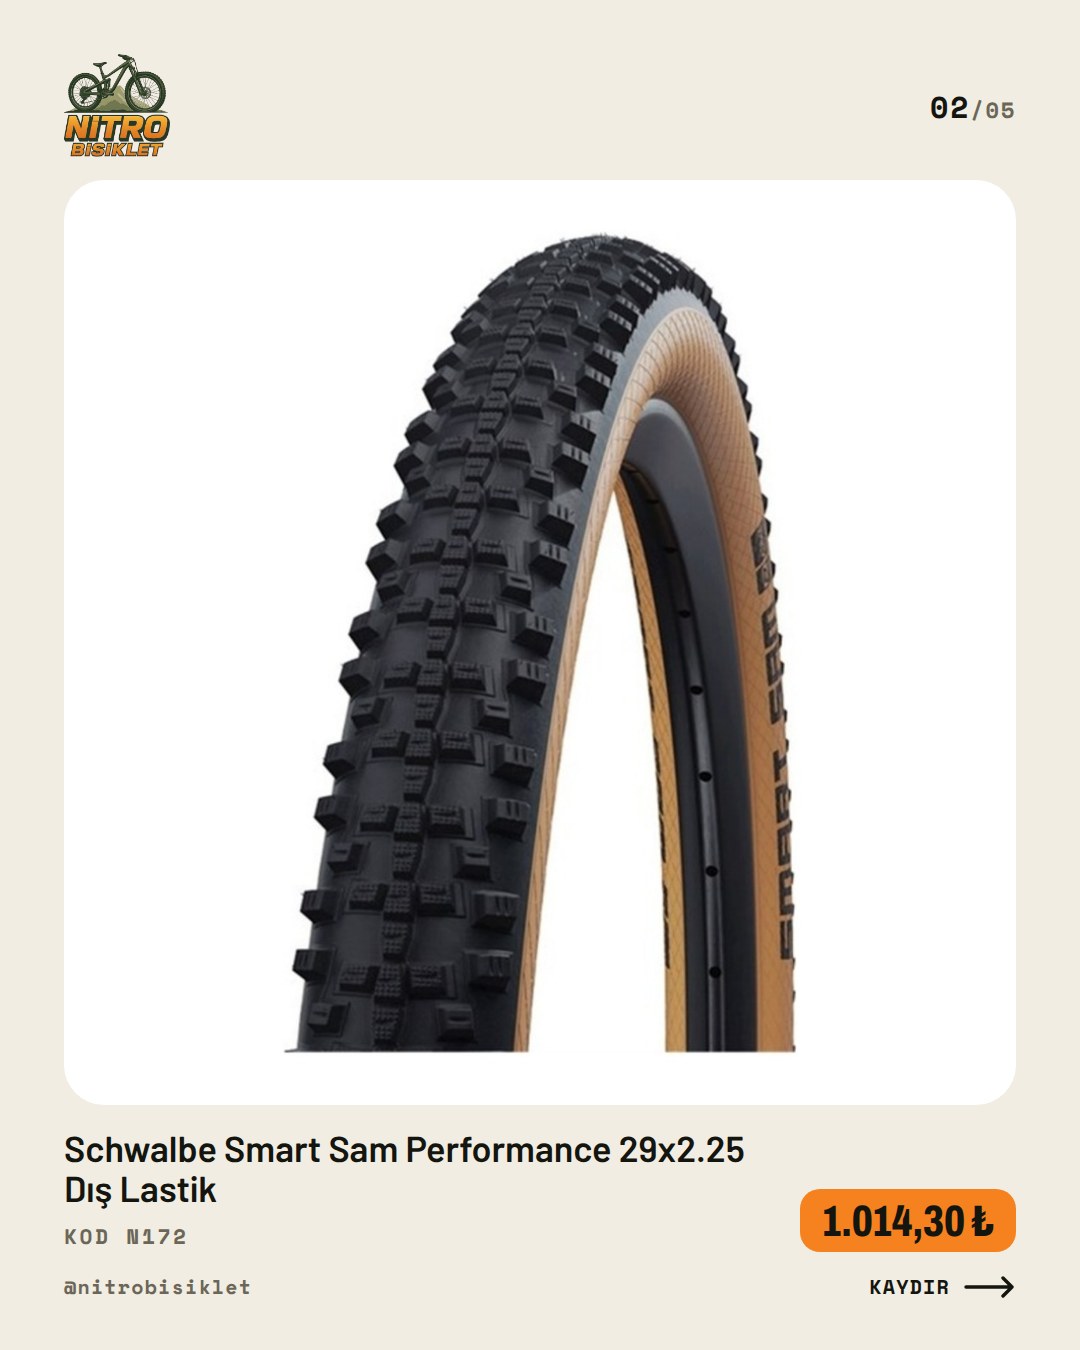 NiTRO
BISIKLET
02/05
SMART SAM
Schwalbe Smart Sam Performance 29x2.25
Dış Lastik
KOD N172
1.014,30 ₺
@nitrobisiklet
KAYDIR